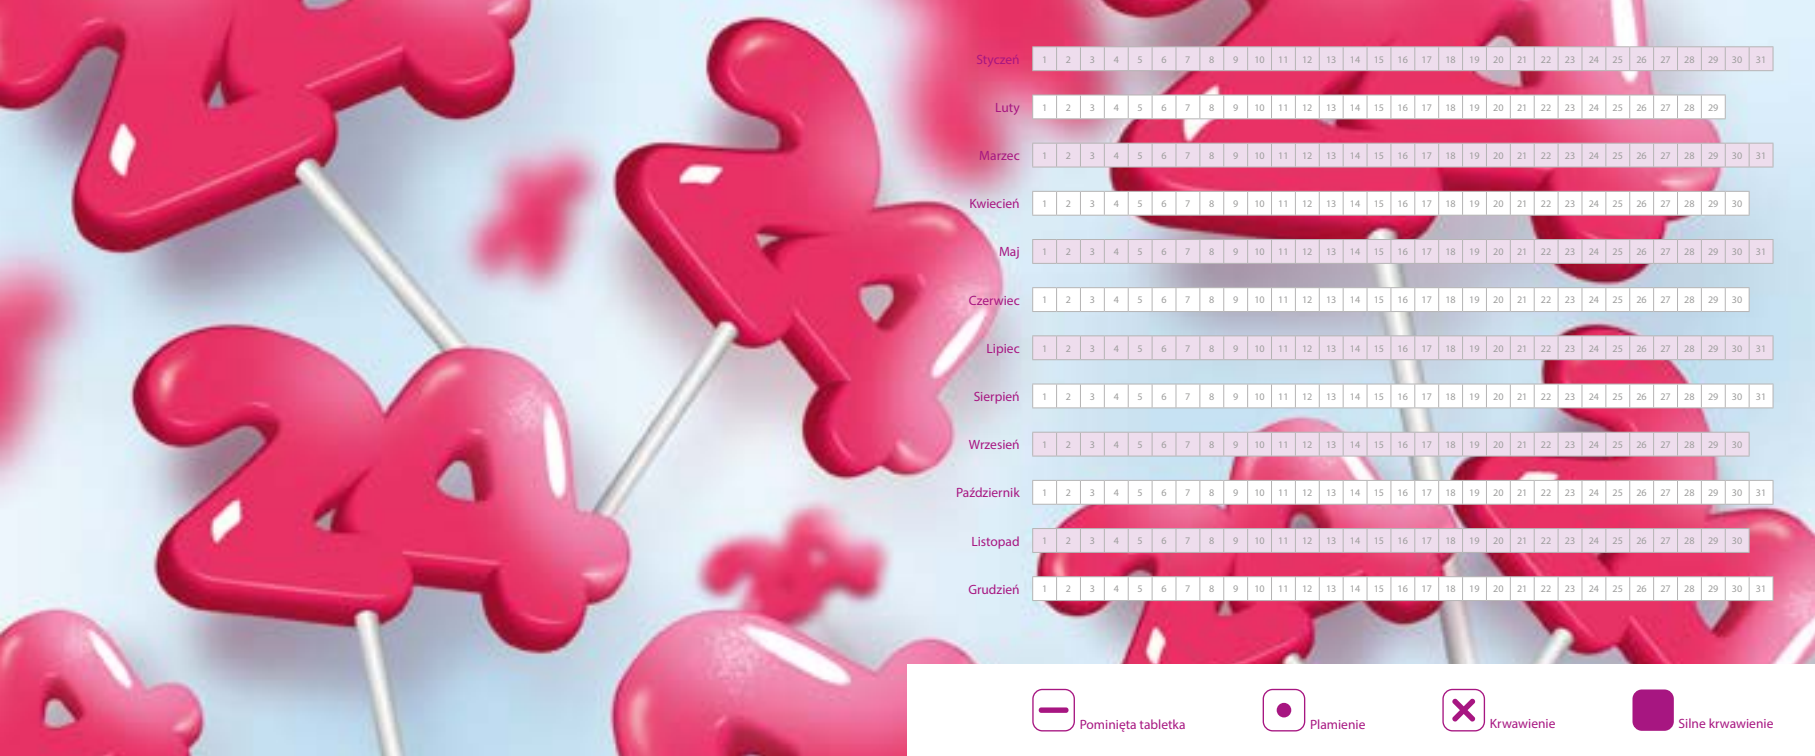 Styczeń 1 2 3 4 5 6 7 8 9 10 11 12 13 14 15 16 17 18 19 20 21 22 23 24 25 26 27 28 29 30 31
Luty 1 2 3 4 5 6 7 8 9 10 11 12 13 14 15 16 17 18 19 20 21 22 23 24 25 26 27 28 29
Marzec 1 2 3 4 5 6 7 8 9 10 11 12 13 14 15 16 17 18 19 20 21 22 23 24 25 26 27 28 29 30 31
Kwiecień 1 2 3 4 5 6 7 8 9 10 11 12 13 14 15 16 17 18 19 20 21 22 23 24 25 26 27 28 29 30
Maj 1 2 3 4 5 6 7 8 9 10 11 12 13 14 15 16 17 18 19 20 21 22 23 24 25 26 27 28 29 30 31
Czerwiec 1 2 3 4 5 6 7 8 9 10 11 12 13 14 15 16 17 18 19 20 21 22 23 24 25 26 27 28 29 30
Lipiec 1 2 3 4 5 6 7 8 9 10 11 12 13 14 15 16 17 18 19 20 21 22 23 24 25 26 27 28 29 30 31
Sierpień 1 2 3 4 5 6 7 8 9 10 11 12 13 14 15 16 17 18 19 20 21 22 23 24 25 26 27 28 29 30 31
Wrzesień 1 2 3 4 5 6 7 8 9 10 11 12 13 14 15 16 17 18 19 20 21 22 23 24 25 26 27 28 29 30
Październik 1 2 3 4 5 6 7 8 9 10 11 12 13 14 15 16 17 18 19 20 21 22 23 24 25 26 27 28 29 30 31
Listopad 1 2 3 4 5 6 7 8 9 10 11 12 13 14 15 16 17 18 19 20 21 22 23 24 25 26 27 28 29 30
Grudzień 1 2 3 4 5 6 7 8 9 10 11 12 13 14 15 16 17 18 19 20 21 22 23 24 25 26 27 28 29 30 31
24
24
24
24
24
24
Pominięta tabletka Plamienie Krwawienie Silne krwawienie